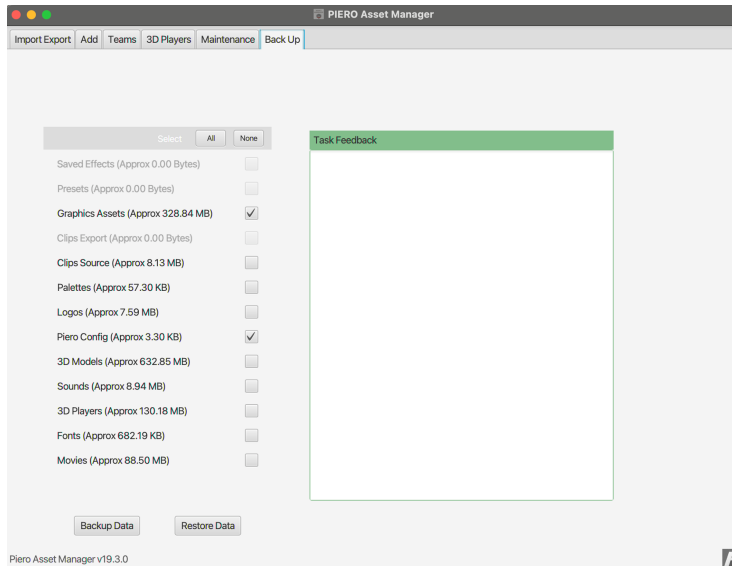 PIERO Asset Manager
Import Export Add Teams 3D Players Maintenance Back Up
Select All None
Task Feedback
Saved Effects (Approx 0.00 Bytes)
Presets (Approx 0.00 Bytes)
Graphics Assets (Approx 328.84 MB)
Clips Export (Approx 0.00 Bytes)
Clips Source (Approx 8.13 MB)
Palettes (Approx 57.30 KB)
Logos (Approx 7.59 MB)
Piero Config (Approx 3.30 KB)
3D Models (Approx 632.85 MB)
Sounds (Approx 8.94 MB)
3D Players (Approx 130.18 MB)
Fonts (Approx 682.19 KB)
Movies (Approx 88.50 MB)
Backup Data Restore Data
Piero Asset Manager v19.3.0